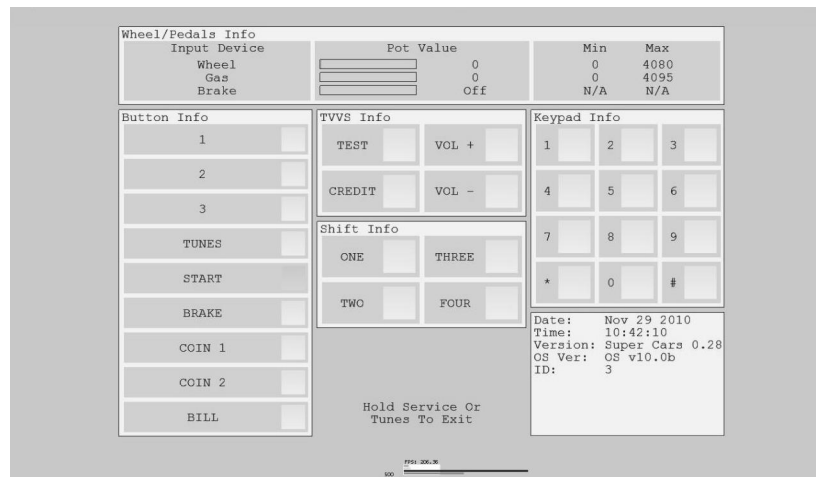 Wheel/Pedals Info
Input Device Pot Value Min Max
Wheel 0 0 4080
Gas 0 0 4095
Brake Off N/A N/A
Button Info
1
2
3
TUNES
START
BRAKE
COIN 1
COIN 2
BILL
TVVS Info
TEST VOL +
CREDIT VOL -
Shift Info
ONE THREE
TWO FOUR
Keypad Info
1 2 3
4 5 6
7 8 9
* 0 #
Date: Nov 29 2010
Time: 10:42:10
Version: Super Cars 0.28
OS Ver: OS v10.0b
ID: 3
Hold Service Or
Tunes To Exit
FPS: 206.36
500